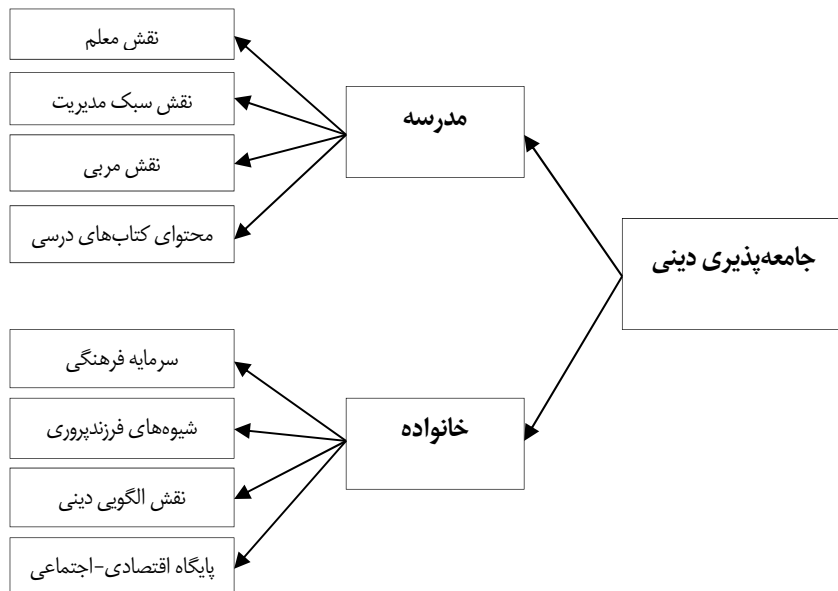 جامعه‌پذیری دینی
مدرسه
نقش معلم
نقش سبک مدیریت
نقش مربی
محتوای کتاب‌های درسی
خانواده
سرمایه فرهنگی
شیوه‌های فرزندپروری
نقش الگویی دینی
پایگاه اقتصادی-اجتماعی